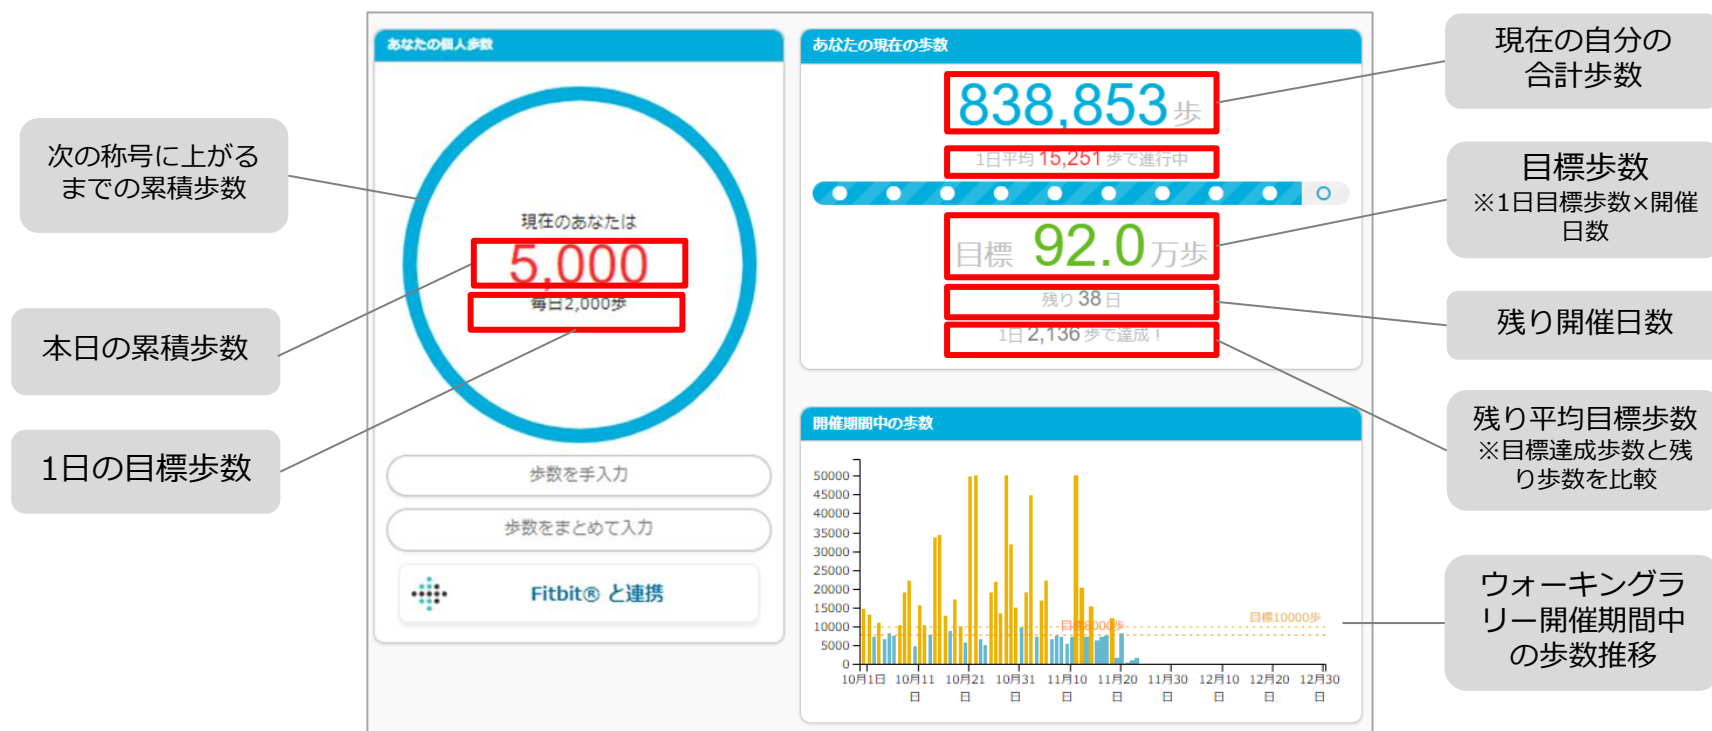 次の称号に上がる
までの累積歩数
本日の累積歩数
1日の目標歩数
あなたの個人歩数
現在のあなたは
5,000
毎日2,000歩
歩数を手入力
歩数をまとめて入力
Fitbit® と連携
あなたの現在の歩数
838,853 歩
1日平均 15,251 歩で進行中
目標 92.0 万歩
残り 38 日
1日 2,136 歩で達成！
開催期間中の歩数
50000
45000
40000
35000
30000
25000
20000
15000
10000
5000
0
目標10000歩
目標8000歩
10月1日 10月11日 10月21日 10月31日 11月10日 11月20日 11月30日 12月10日 12月20日 12月30日
現在の自分の
合計歩数
目標歩数
※1日目標歩数×開催
日数
残り開催日数
残り平均目標歩数
※目標達成歩数と残
り歩数を比較
ウォーキングラ
リー開催期間中
の歩数推移